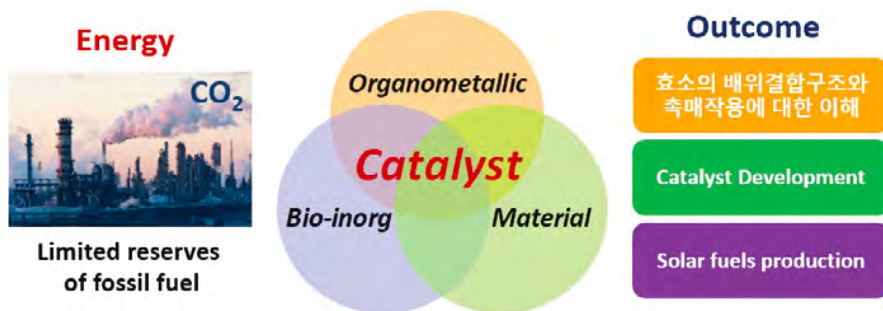 Energy
CO2
Limited reserves
of fossil fuel
Organometallic
Catalyst
Bio-inorg
Material
Outcome
효소의 배위결합구조와
촉매작용에 대한 이해
Catalyst Development
Solar fuels production